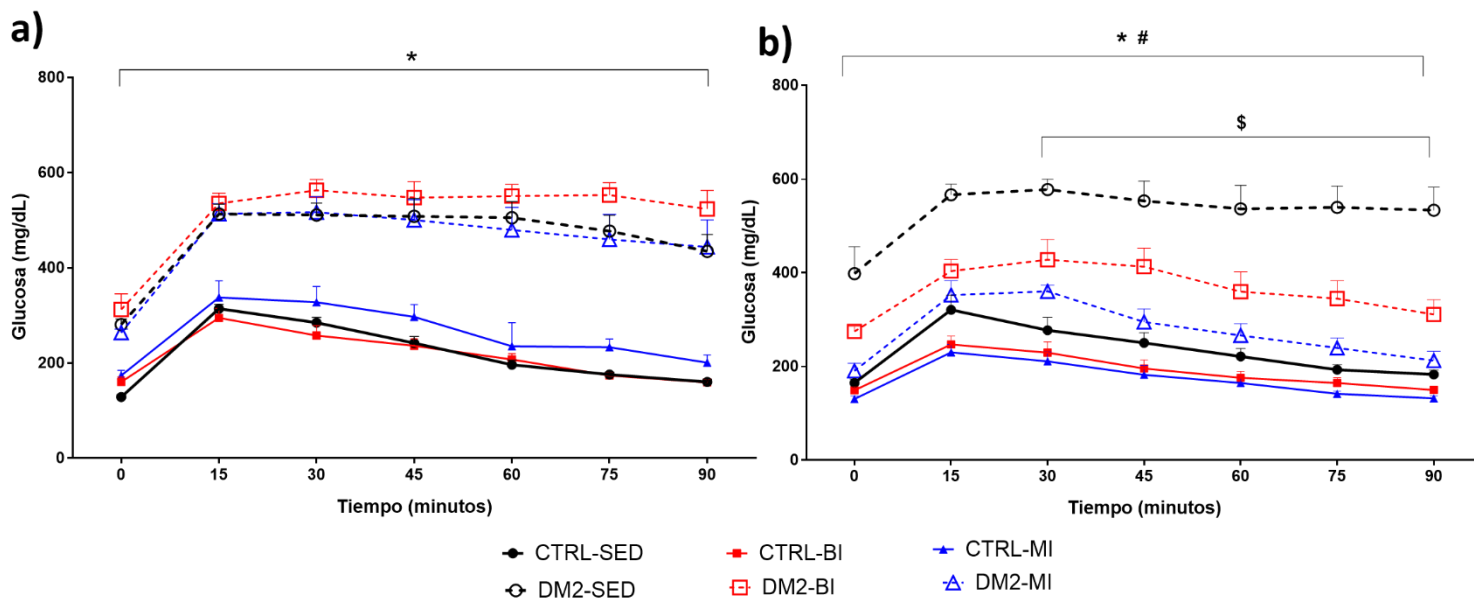 a)
*
800
600
400
200
0
Glucosa (mg/dL)
0 15 30 45 60 75 90
Tiempo (minutos)
b)
* #
$
800
600
400
200
0
Glucosa (mg/dL)
0 15 30 45 60 75 90
Tiempo (minutos)
CTRL-SED CTRL-BI CTRL-MI
DM2-SED DM2-BI DM2-MI